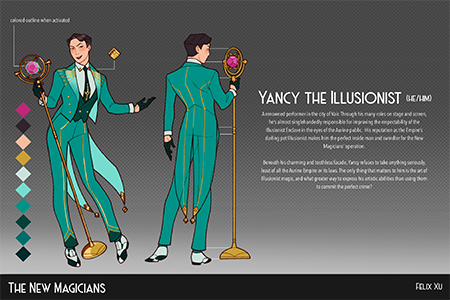 colored outline when activated
YANCY THE ILLUSIONIST (HE/HIM)
A renowned performer in the city of Vaix. Through his many roles on stage and screen,
he's almost singlehandedly responsible for improving the respectability of the
Illusionist Enclave in the eyes of the Aurine public. His reputation as the Empire's
darling put Illusionist makes him the perfect inside man and swindler for the New
Magicians' operation.
Beneath his charming and toothless facade, Yancy refuses to take anything seriously,
least of all the Aurine Empire or its laws. The only thing that matters to him is the art of
Illusionist magic, and what greater way to express his artistic abilities than using them
to commit the perfect crime?
THE NEW MAGICIANS
FELIX XU